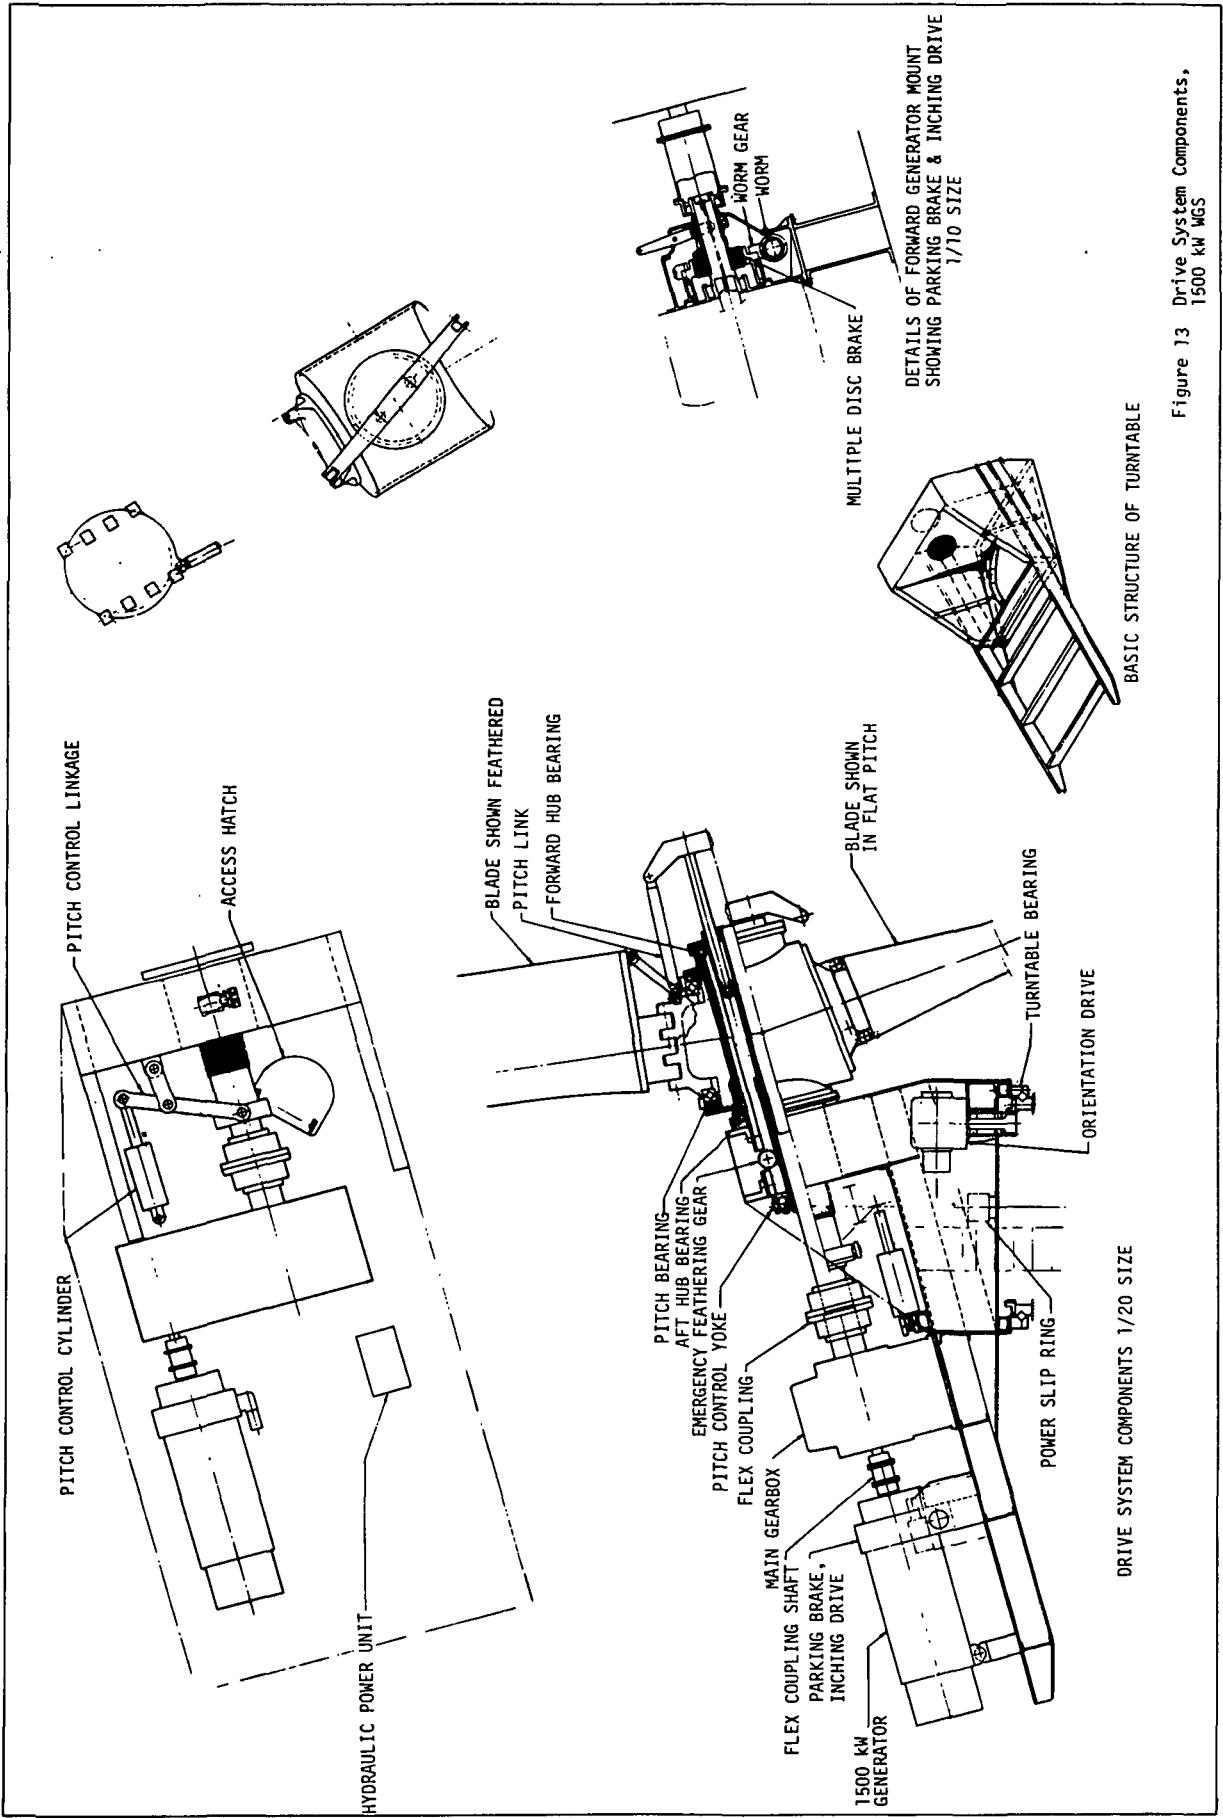 PITCH CONTROL CYLINDER
PITCH CONTROL LINKAGE
ACCESS HATCH
HYDRAULIC POWER UNIT
BLADE SHOWN FEATHERED
PITCH LINK
FORWARD HUB BEARING
PITCH BEARING
AFT HUB BEARING
EMERGENCY FEATHERING GEAR
PITCH CONTROL YOKE
FLEX COUPLING
MAIN GEARBOX
FLEX COUPLING SHAFT
PARKING BRAKE,
INCHING DRIVE
1500 kW
GENERATOR
BLADE SHOWN
IN FLAT PITCH
TURNTABLE BEARING
ORIENTATION DRIVE
POWER SLIP RING
DRIVE SYSTEM COMPONENTS 1/20 SIZE
WORM GEAR
WORM
MULTIPLE DISC BRAKE
DETAILS OF FORWARD GENERATOR MOUNT
SHOWING PARKING BRAKE & INCHING DRIVE
1/10 SIZE
BASIC STRUCTURE OF TURNTABLE
Figure 13 Drive System Components,
1500 kW WGS